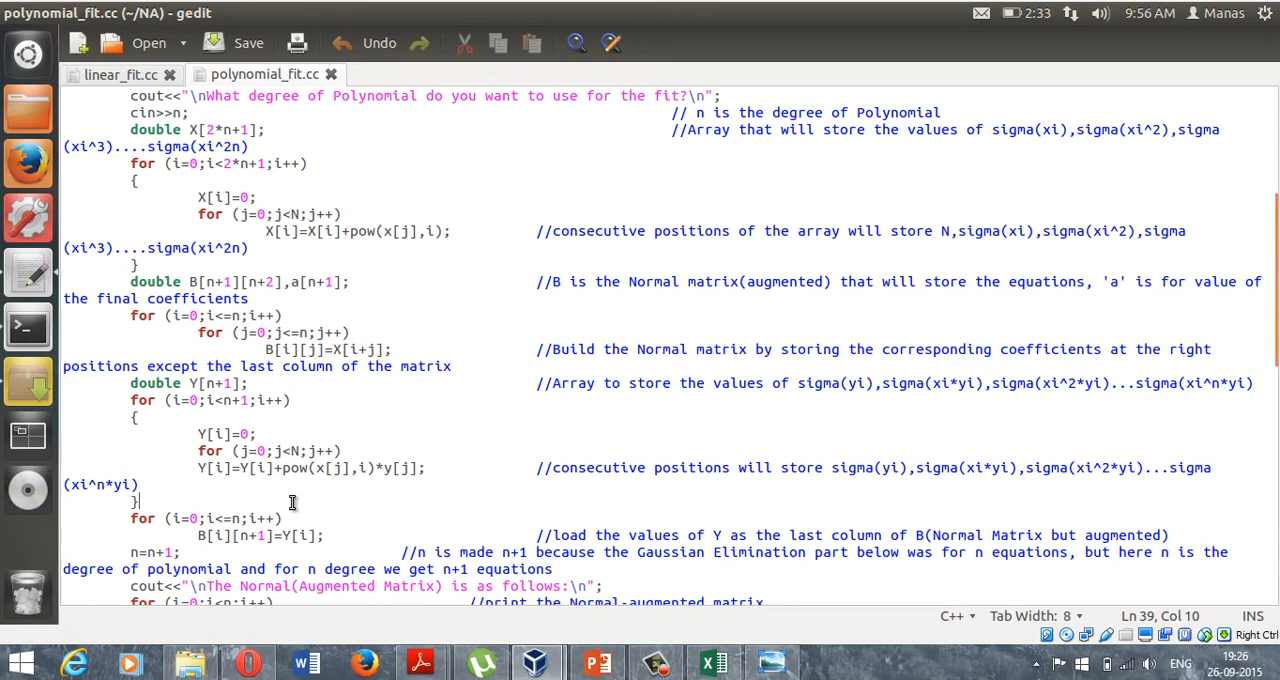 polynomial_fit.cc (~/NA) - gedit
2:33
9:56 AM
Manas
Open
Save
Undo
linear_fit.cc
polynomial_fit.cc
cout<<"\nWhat degree of Polynomial do you want to use for the fit?\n";
cin>>n; // n is the degree of Polynomial
double X[2*n+1]; //Array that will store the values of sigma(xi),sigma(xi^2),sigma
(xi^3)....sigma(xi^2n)
for (i=0;i<2*n+1;i++)
{
X[i]=0;
for (j=0;j<N;j++)
X[i]=X[i]+pow(x[j],i); //consecutive positions of the array will store N,sigma(xi),sigma(xi^2),sigma
(xi^3)....sigma(xi^2n)
}
double B[n+1][n+2],a[n+1]; //B is the Normal matrix(augmented) that will store the equations, 'a' is for value of
the final coefficients
for (i=0;i<=n;i++)
for (j=0;j<=n;j++)
B[i][j]=X[i+j]; //Build the Normal matrix by storing the corresponding coefficients at the right
positions except the last column of the matrix
double Y[n+1]; //Array to store the values of sigma(yi),sigma(xi*yi),sigma(xi^2*yi)...sigma(xi^n*yi)
for (i=0;i<n+1;i++)
{
Y[i]=0;
for (j=0;j<N;j++)
Y[i]=Y[i]+pow(x[j],i)*y[j]; //consecutive positions will store sigma(yi),sigma(xi*yi),sigma(xi^2*yi)...sigma
(xi^n*yi)
}
for (i=0;i<=n;i++)
B[i][n+1]=Y[i]; //load the values of Y as the last column of B(Normal Matrix but augmented)
n=n+1; //n is made n+1 because the Gaussian Elimination part below was for n equations, but here n is the
degree of polynomial and for n degree we get n+1 equations
cout<<"\nThe Normal(Augmented Matrix) is as follows:\n";
for (i=0;i<n;i++) //print the Normal-augmented matrix
C++
Tab Width: 8
Ln 39, Col 10
INS
Right Ctrl
ENG
19:26
26-09-2015